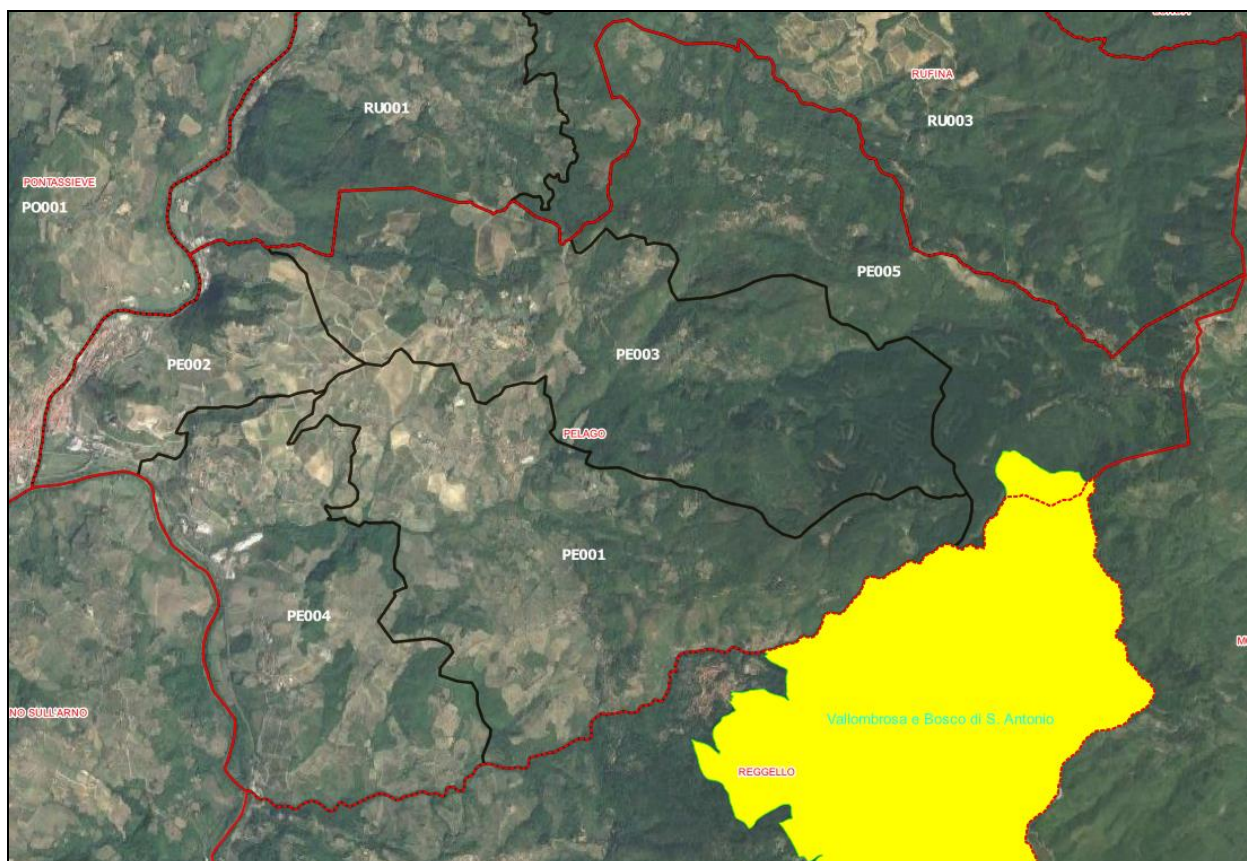 RUFINA
RU001
RU003
PONTASSIEVE
PO001
PE005
PE003
PE002
PELAGO
PE001
PE004
NO SULL'ARNO
Vallombrosa e Bosco di S. Antonio
REGGELLO